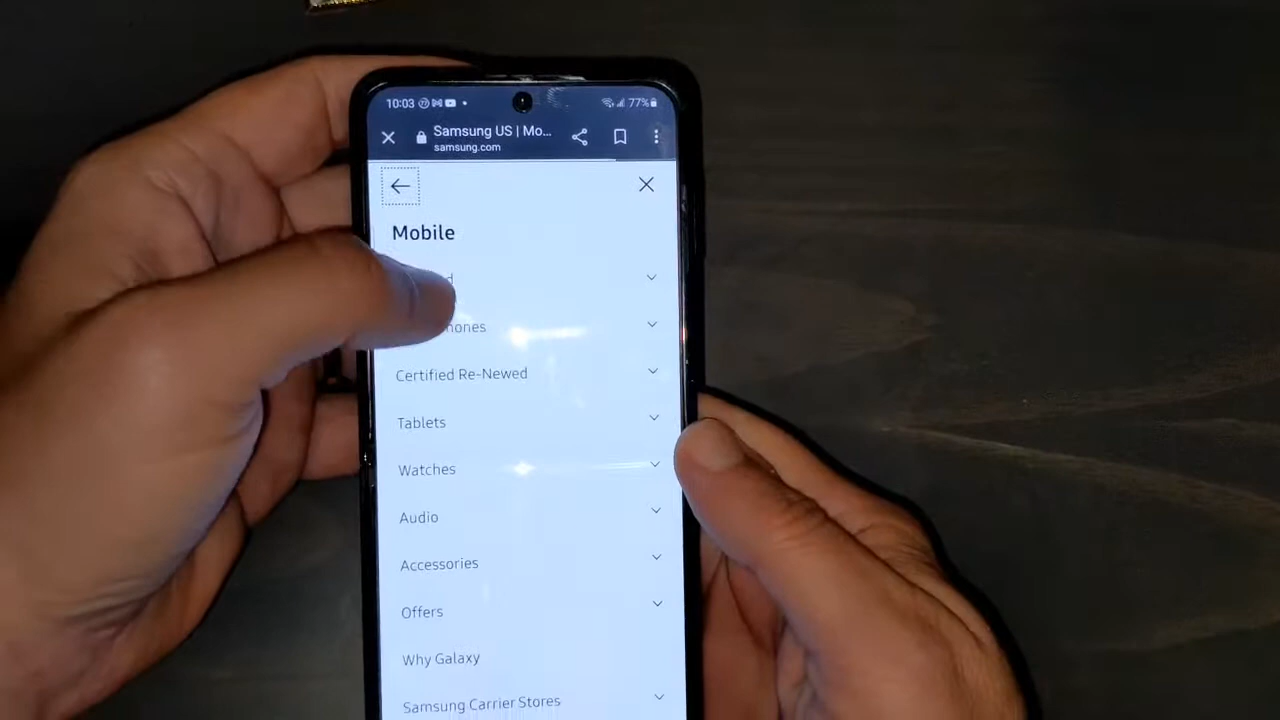 10:03 77%
Samsung US | Mo...
samsung.com
Mobile
Certified Re-Newed
Tablets
Watches
Audio
Accessories
Offers
Why Galaxy
Samsung Carrier Stores